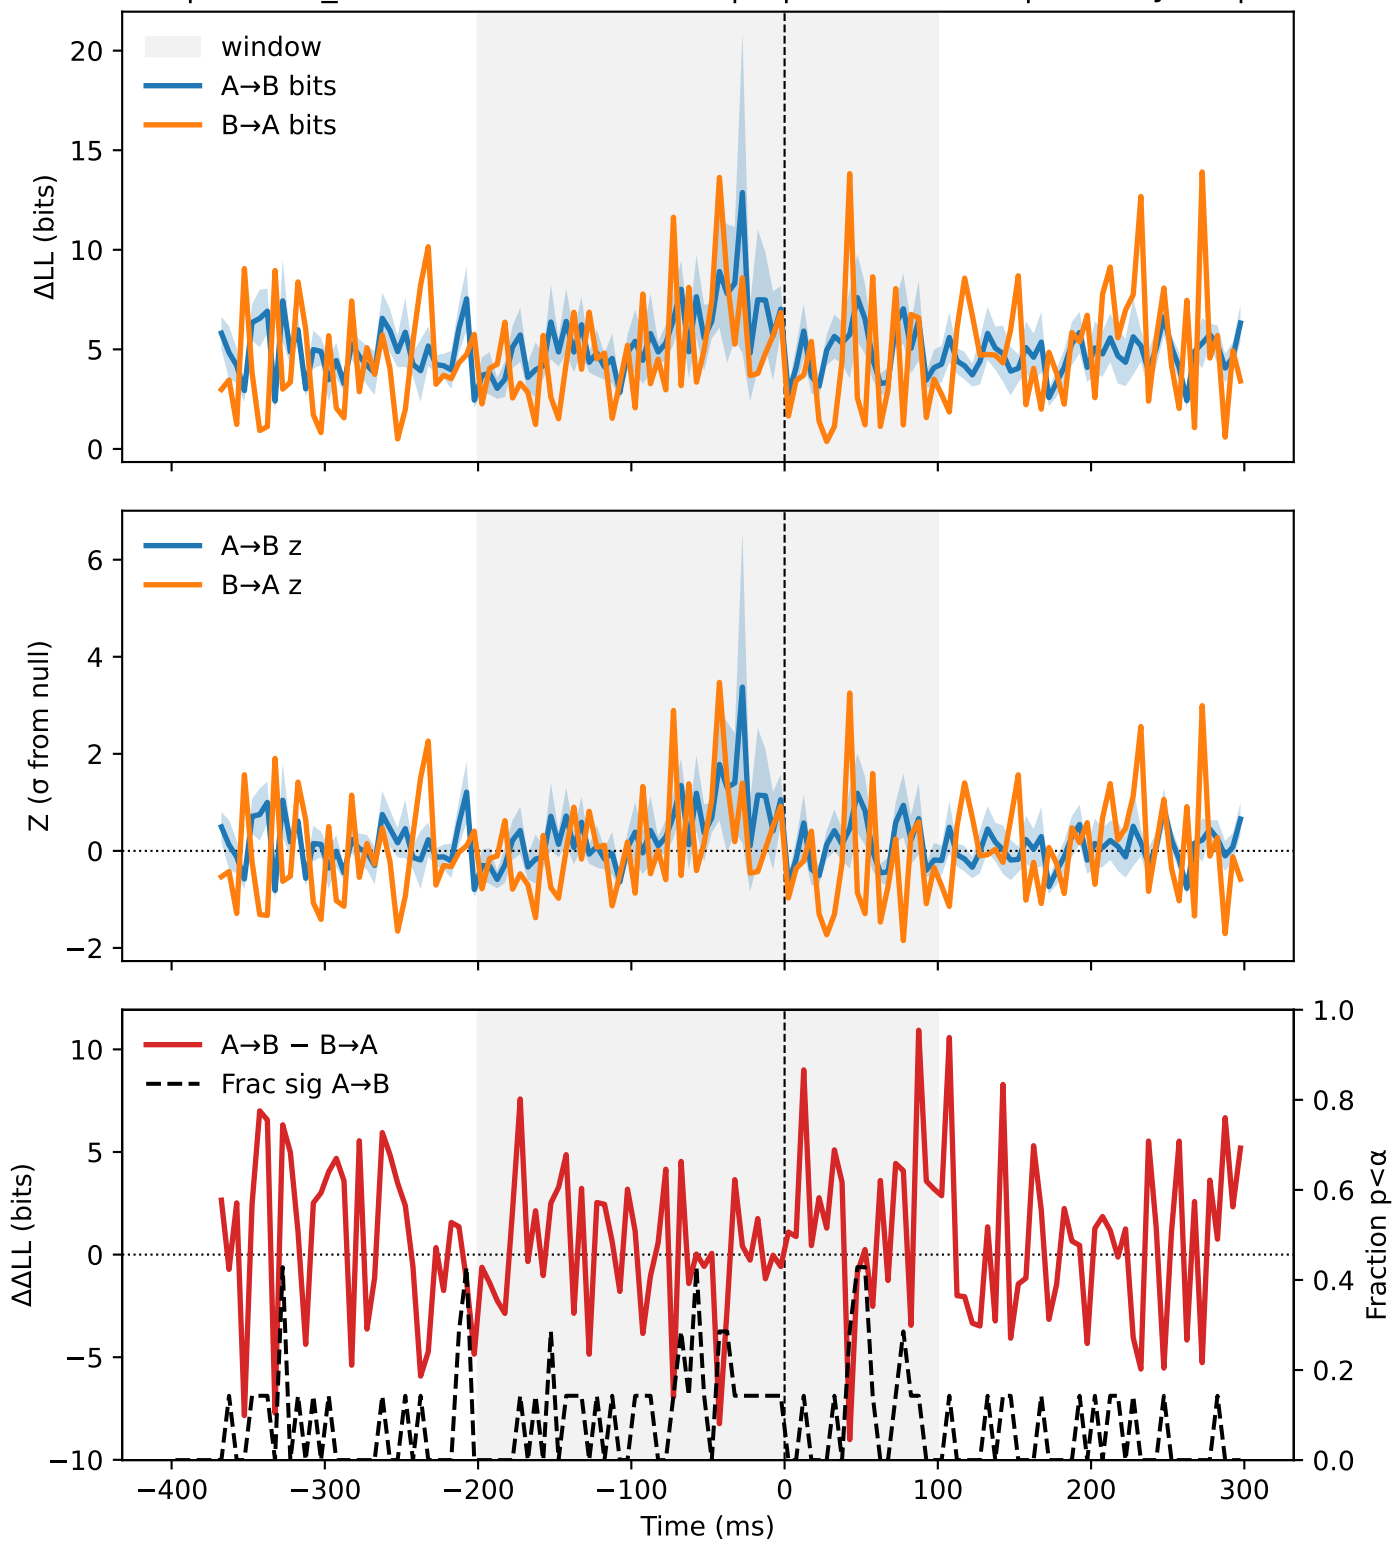 20
15
10
5
0
ΔLL (bits)
window
A→B bits
B→A bits
6
4
2
0
−2
Z (σ from null)
A→B z
B→A z
10
5
0
−5
−10
ΔΔLL (bits)
A→B − B→A
Frac sig A→B
1.0
0.8
0.6
0.4
0.2
0.0
Fraction p<α
−400 −300 −200 −100 0 100 200 300
Time (ms)